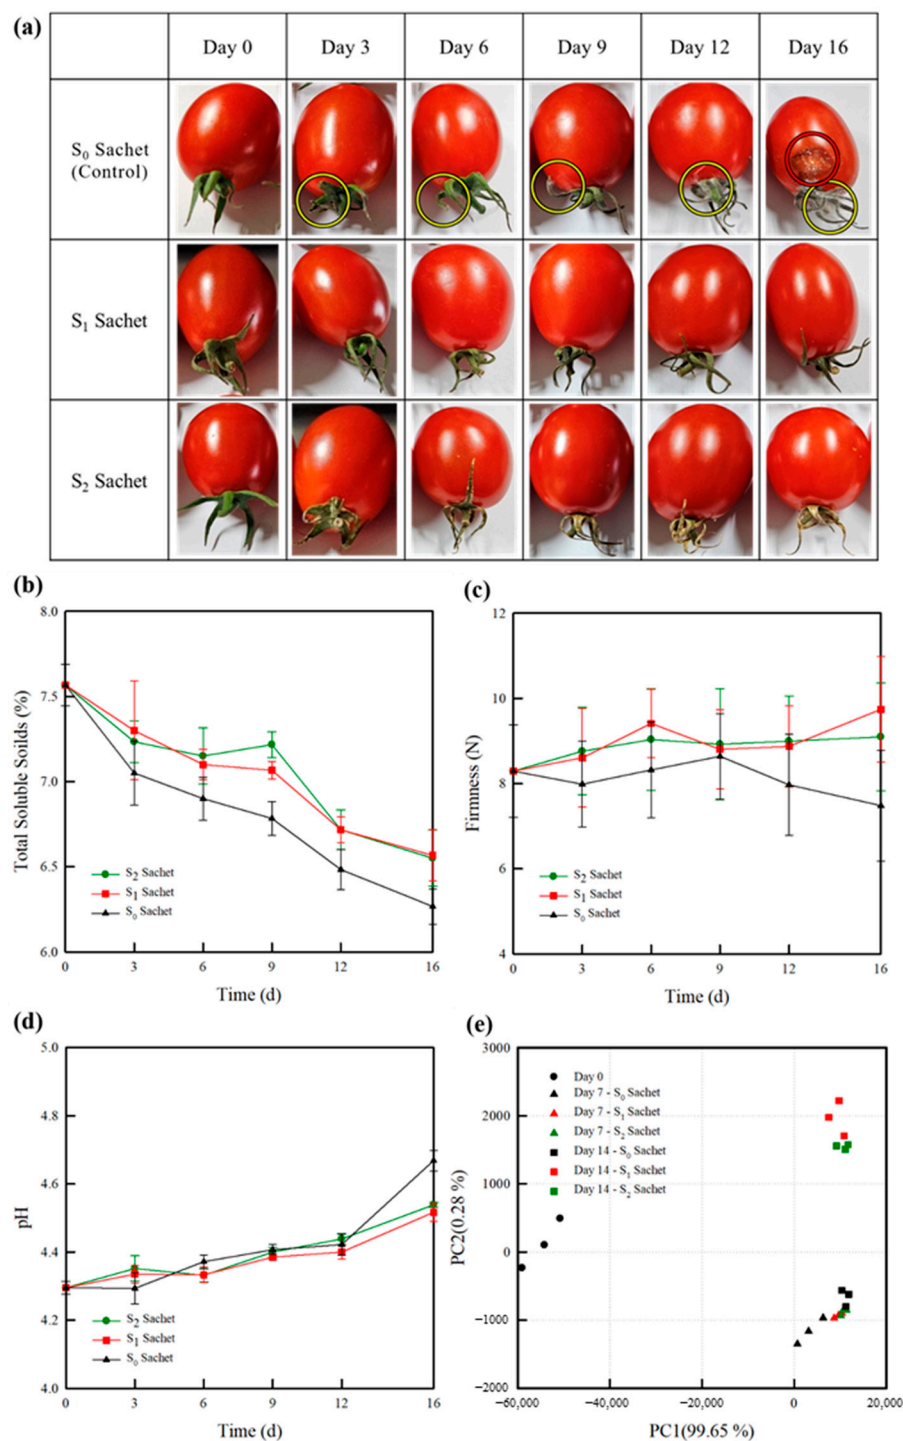 (a)
Day 0 Day 3 Day 6 Day 9 Day 12 Day 16
S0 Sachet
(Control)
S1 Sachet
S2 Sachet
(b)
8.0
7.5
7.0
6.5
6.0
Total Soluble Soilds (%)
S2 Sachet
S1 Sachet
S0 Sachet
0 3 6 9 12 16
Time (d)
(c)
12
10
8
6
4
Firmness (N)
S2 Sachet
S1 Sachet
S0 Sachet
0 3 6 9 12 16
Time (d)
(d)
5.0
4.8
4.6
4.4
4.2
4.0
pH
S2 Sachet
S1 Sachet
S0 Sachet
0 3 6 9 12 16
Time (d)
(e)
3000
2000
1000
0
−1000
−2000
PC2(0.28 %)
Day 0
Day 7 - S0 Sachet
Day 7 - S1 Sachet
Day 7 - S2 Sachet
Day 14 - S0 Sachet
Day 14 - S1 Sachet
Day 14 - S2 Sachet
−60,000 −40,000 −20,000 0 20,000
PC1(99.65 %)